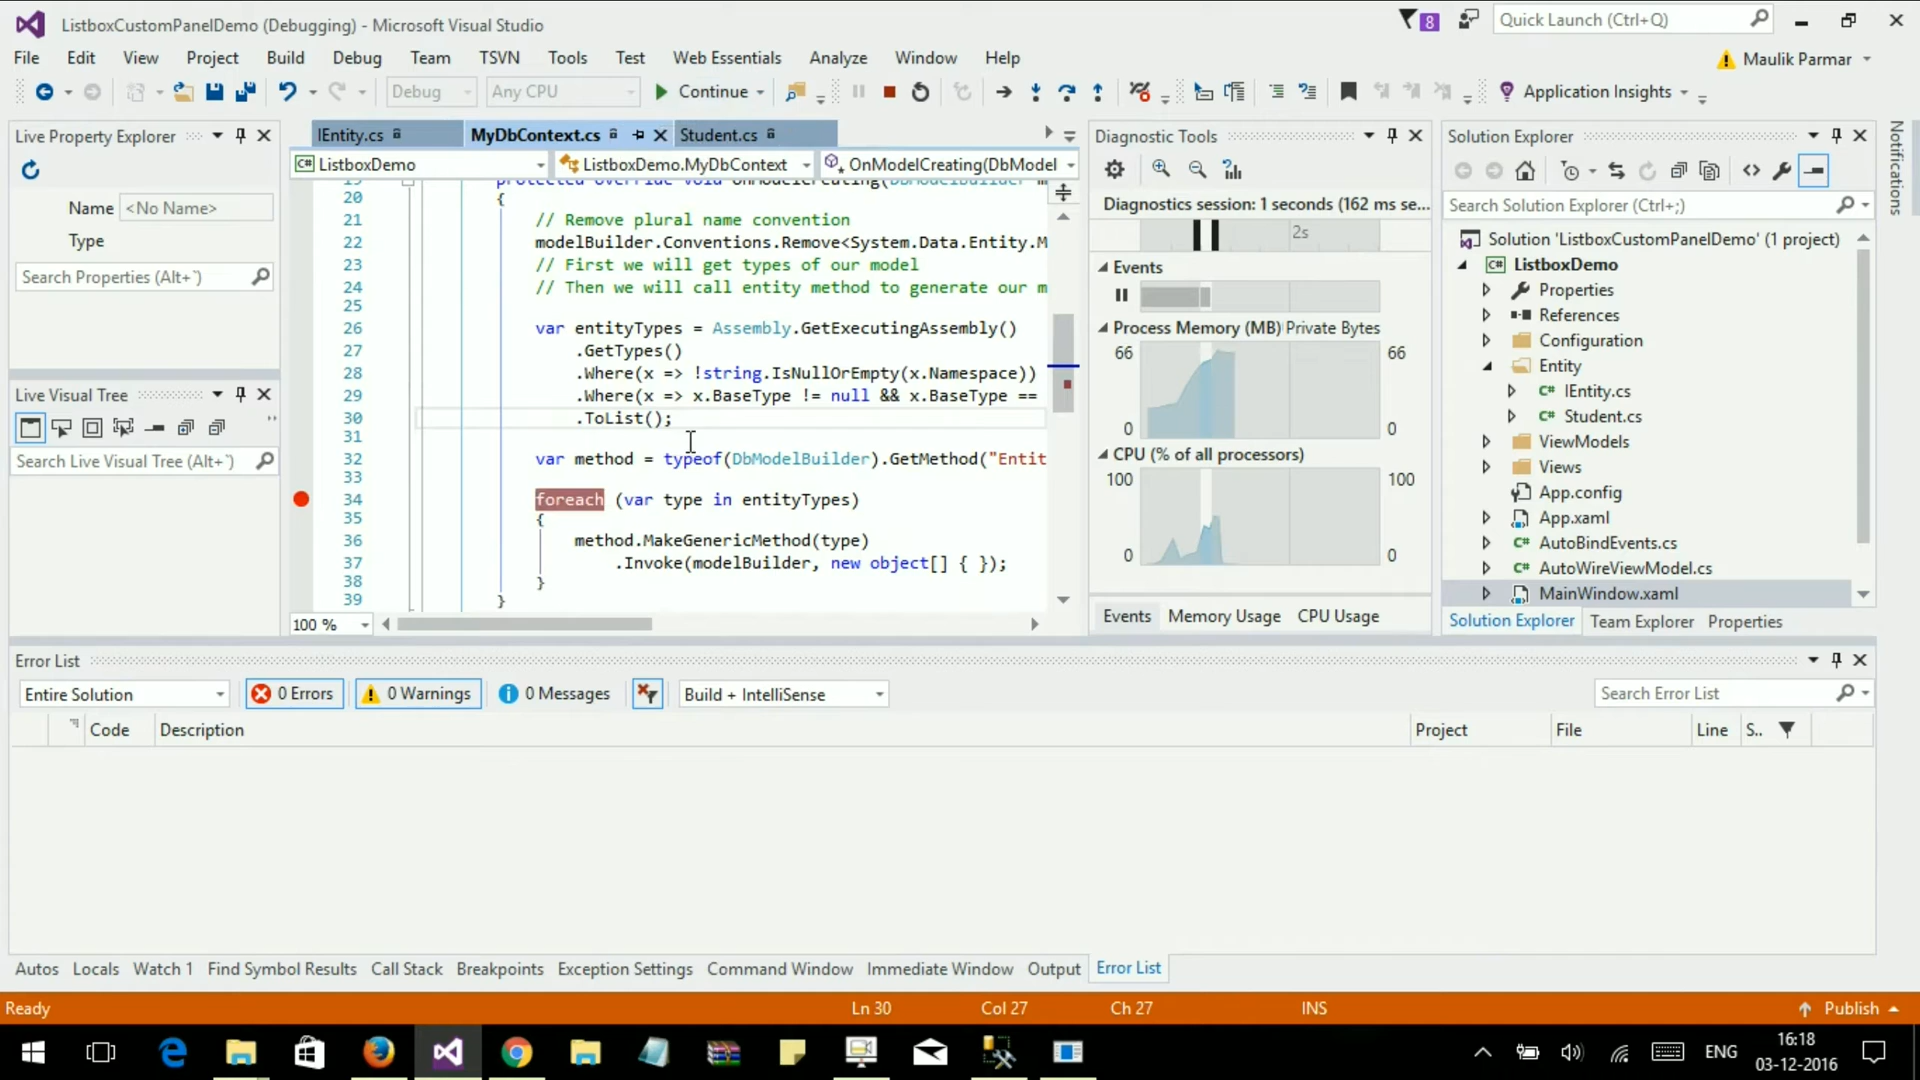 ListboxCustomPanelDemo (Debugging) - Microsoft Visual Studio
8
Quick Launch (Ctrl+Q)
File Edit View Project Build Debug Team TSVN Tools Test Web Essentials Analyze Window Help
Maulik Parmar
Debug Any CPU Continue Application Insights
Live Property Explorer
Name <No Name>
Type
Search Properties (Alt+`)
Live Visual Tree
Search Live Visual Tree (Alt+`)
IEntity.cs MyDbContext.cs Student.cs
ListboxDemo ListboxDemo.MyDbContext OnModelCreating(DbModel
20 {
21 // Remove plural name convention
22 modelBuilder.Conventions.Remove<System.Data.Entity.M
23 // First we will get types of our model
24 // Then we will call entity method to generate our m
25
26 var entityTypes = Assembly.GetExecutingAssembly()
27 .GetTypes()
28 .Where(x => !string.IsNullOrEmpty(x.Namespace))
29 .Where(x => x.BaseType != null && x.BaseType ==
30 .ToList();
31
32 var method = typeof(DbModelBuilder).GetMethod("Entit
33
34 foreach (var type in entityTypes)
35 {
36 method.MakeGenericMethod(type)
37 .Invoke(modelBuilder, new object[] { });
38 }
39 }
100 %
Diagnostic Tools
Diagnostics session: 1 seconds (162 ms se...
2s
Events
Process Memory (MB) Private Bytes
66 66
0 0
CPU (% of all processors)
100 100
0 0
Events Memory Usage CPU Usage
Solution Explorer
Search Solution Explorer (Ctrl+;)
Solution 'ListboxCustomPanelDemo' (1 project)
ListboxDemo
Properties
References
Configuration
Entity
IEntity.cs
Student.cs
ViewModels
Views
App.config
App.xaml
AutoBindEvents.cs
AutoWireViewModel.cs
MainWindow.xaml
Solution Explorer Team Explorer Properties
Notifications
Error List
Entire Solution 0 Errors 0 Warnings 0 Messages Build + IntelliSense Search Error List
Code Description Project File Line S..
Autos Locals Watch 1 Find Symbol Results Call Stack Breakpoints Exception Settings Command Window Immediate Window Output Error List
Ready Ln 30 Col 27 Ch 27 INS Publish
ENG
16:18
03-12-2016